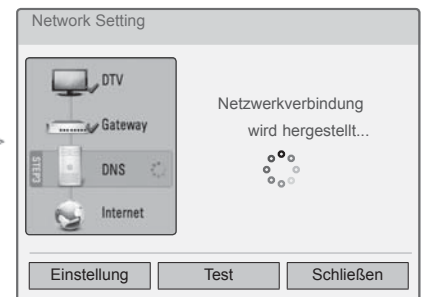 Network Setting
DTV
Gateway
STEP3
DNS
Internet
Netzwerkverbindung
wird hergestellt...
Einstellung
Test
Schließen